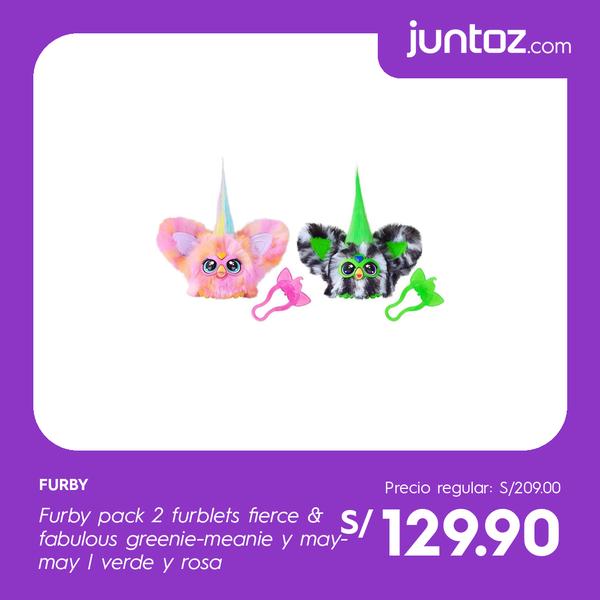 juntoz.com
FURBY
Precio regular: S/209.00
Furby pack 2 furblets fierce &
fabulous greenie-meanie y may-
may | verde y rosa
S/129.90